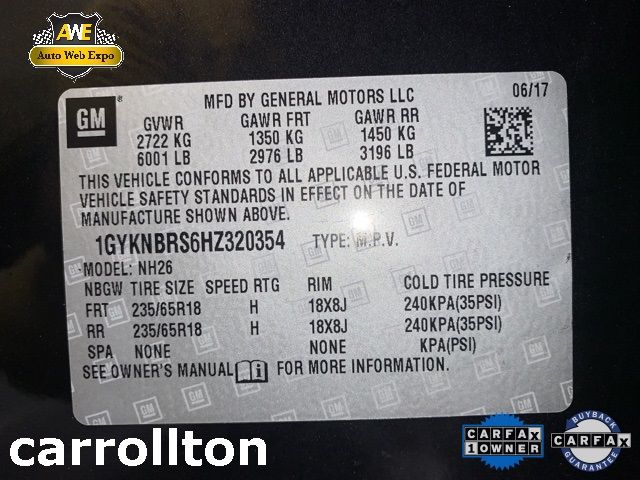 AWE
Auto Web Expo
GM
MFD BY GENERAL MOTORS LLC 06/17
GVWR GAWR FRT GAWR RR
2722 KG 1350 KG 1450 KG
6001 LB 2976 LB 3196 LB
THIS VEHICLE CONFORMS TO ALL APPLICABLE U.S. FEDERAL MOTOR
VEHICLE SAFETY STANDARDS IN EFFECT ON THE DATE OF
MANUFACTURE SHOWN ABOVE.
1GYKNBRS6HZ320354 TYPE: M.P.V.
MODEL: NH26
NBGW TIRE SIZE SPEED RTG RIM COLD TIRE PRESSURE
FRT 235/65R18 H 18X8J 240KPA(35PSI)
RR 235/65R18 H 18X8J 240KPA(35PSI)
SPA NONE NONE KPA(PSI)
SEE OWNER'S MANUAL FOR MORE INFORMATION.
carrollton
CARFAX
1 OWNER
BUYBACK
CARFAX
GUARANTEE